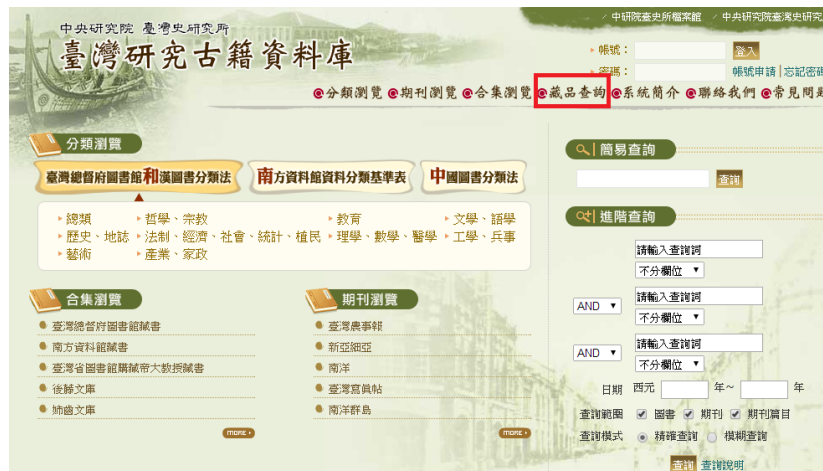 / 中研院臺史所檔案館 / 中央研究院臺灣史研究
中央研究院 臺灣史研究所
臺灣研究古籍資料庫
帳號：
登入
密碼：
帳號申請 | 忘記密碼
分類瀏覽 期刊瀏覽 合集瀏覽 藏品查詢 系統簡介 聯絡我們 常見問題
分類瀏覽
臺灣總督府圖書館和漢圖書分類法 南方資料館資料分類基準表 中國圖書分類法
總類 哲學、宗教 教育 文學、語學
歷史、地誌 法制、經濟、社會、統計、植民 理學、數學、醫學 工學、兵事
藝術 產業、家政
合集瀏覽
臺灣總督府圖書館藏書
南方資料館藏書
臺灣省圖書館購藏帝大教授藏書
後藤文庫
姉齒文庫
MORE
期刊瀏覽
臺灣農事報
新亞細亞
南洋
臺灣寫真帖
南洋群島
MORE
簡易查詢
查詢
進階查詢
請輸入查詢詞
不分欄位
AND
請輸入查詢詞
不分欄位
AND
請輸入查詢詞
不分欄位
日期 西元 年~ 年
查詢範圍 圖書 期刊 期刊篇目
查詢模式 精確查詢 模糊查詢
查詢 查詢說明